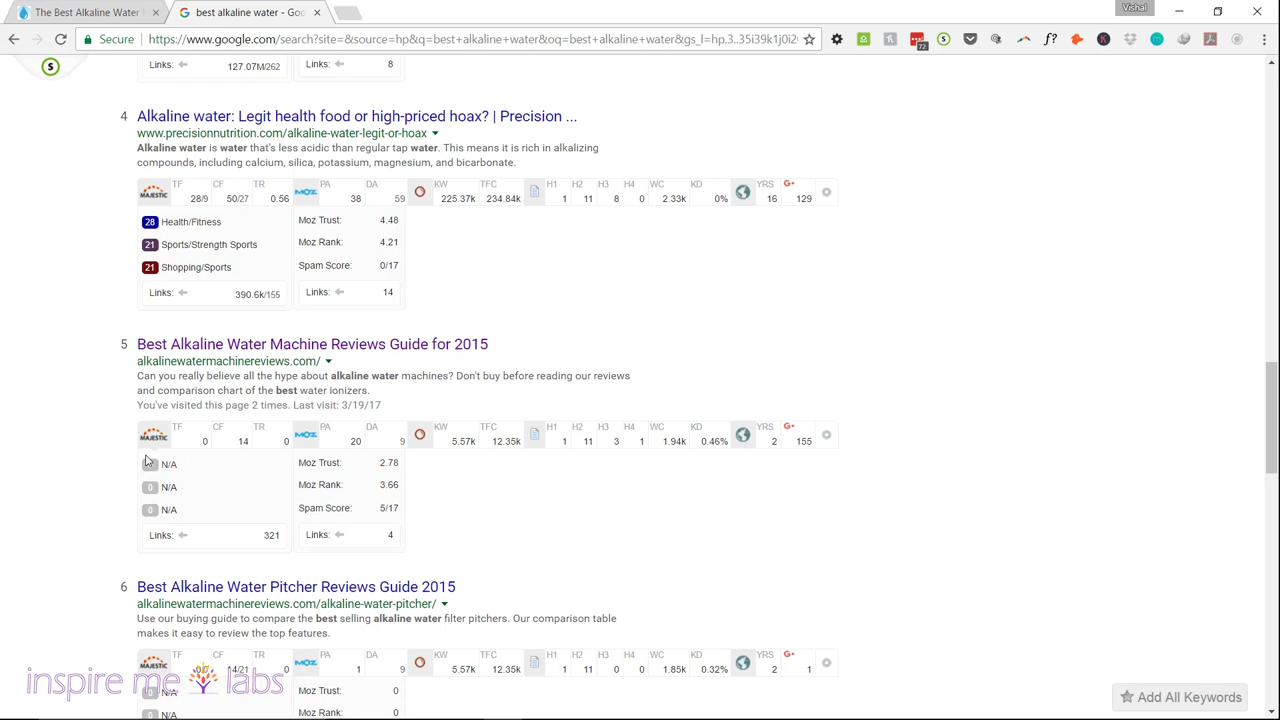 The Best Alkaline Water
best alkaline water - Goo
Vishal
Secure
https://www.google.com/search?site=&source=hp&q=best+alkaline+water&oq=best+alkaline+water&gs_l=hp.3..35i39k1j0i2
72
f?
K
S
Links: 127.07M/262
Links: 8
4 Alkaline water: Legit health food or high-priced hoax? | Precision ...
www.precisionnutrition.com/alkaline-water-legit-or-hoax
Alkaline water is water that's less acidic than regular tap water. This means it is rich in alkalizing
compounds, including calcium, silica, potassium, magnesium, and bicarbonate.
TF CF TR PA DA KW TFC H1 H2 H3 H4 WC KD YRS G+
MAJESTIC 28/9 50/27 0.56 MOZ 38 59 225.37k 234.84k 1 11 8 0 2.33k 0% 16 129
28 Health/Fitness Moz Trust: 4.48
21 Sports/Strength Sports Moz Rank: 4.21
21 Shopping/Sports Spam Score: 0/17
Links: 390.6k/155 Links: 14
5 Best Alkaline Water Machine Reviews Guide for 2015
alkalinewatermachinereviews.com/
Can you really believe all the hype about alkaline water machines? Don't buy before reading our reviews
and comparison chart of the best water ionizers.
You've visited this page 2 times. Last visit: 3/19/17
TF CF TR PA DA KW TFC H1 H2 H3 H4 WC KD YRS G+
MAJESTIC 0 14 0 MOZ 20 9 5.57k 12.35k 1 11 3 1 1.94k 0.46% 2 155
N/A Moz Trust: 2.78
0 N/A Moz Rank: 3.66
0 N/A Spam Score: 5/17
Links: 321 Links: 4
6 Best Alkaline Water Pitcher Reviews Guide 2015
alkalinewatermachinereviews.com/alkaline-water-pitcher/
Use our buying guide to compare the best selling alkaline water filter pitchers. Our comparison table
makes it easy to review the top features.
TF CF TR PA DA KW TFC H1 H2 H3 H4 WC KD YRS G+
MAJESTIC 0/0 14/21 0 MOZ 1 9 5.57k 12.35k 1 11 0 0 1.85k 0.32% 2 1
N/A Moz Trust: 0
0 N/A Moz Rank: 0
inspire me labs
Add All Keywords